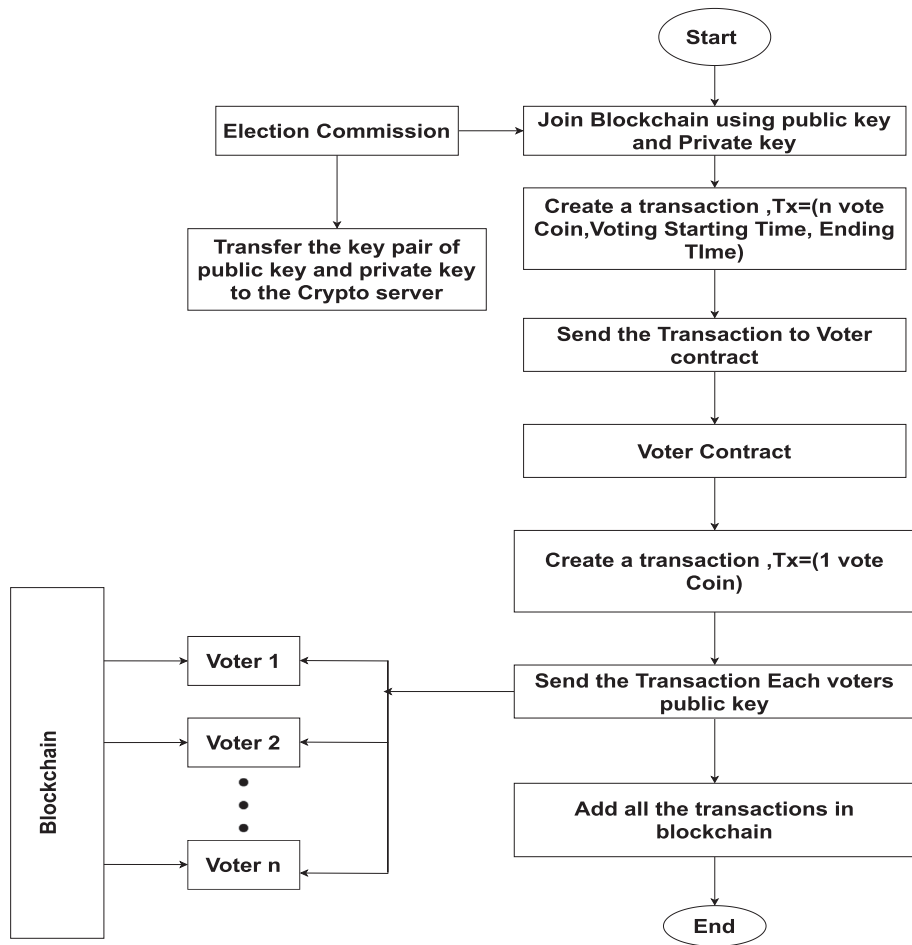 Start
Election Commission
Join Blockchain using public key
and Private key
Create a transaction ,Tx=(n vote
Coin,Voting Starting Time, Ending
TIme)
Transfer the key pair of
public key and private key
to the Crypto server
Send the Transaction to Voter
contract
Voter Contract
Create a transaction ,Tx=(1 vote
Coin)
Blockchain
Voter 1
Send the Transaction Each voters
public key
Voter 2
Add all the transactions in
blockchain
Voter n
End